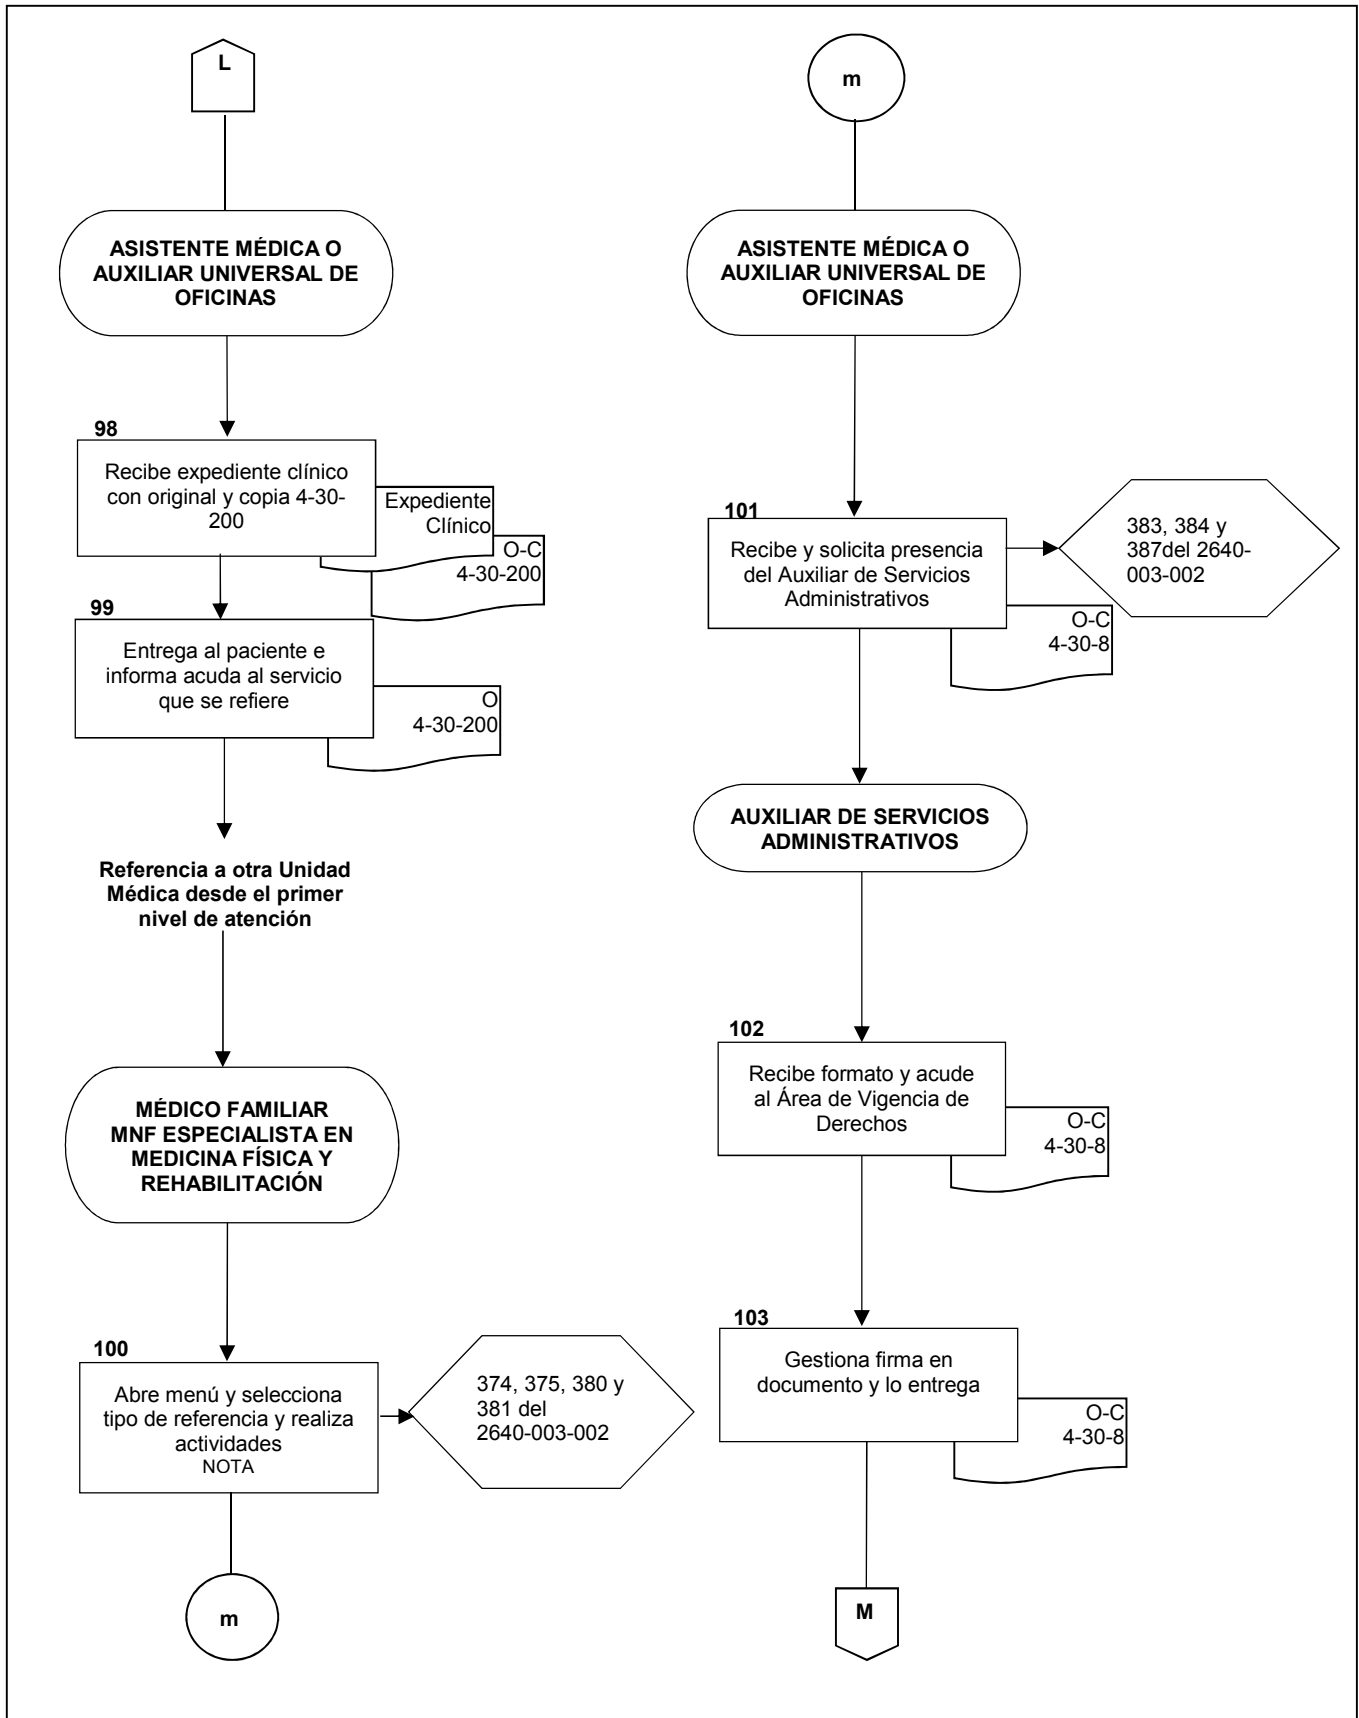 L
ASISTENTE MÉDICA O
AUXILIAR UNIVERSAL DE
OFICINAS
98
Recibe expediente clínico
con original y copia 4-30-
200
Expediente
Clínico
O-C
4-30-200
99
Entrega al paciente e
informa acuda al servicio
que se refiere
O
4-30-200
Referencia a otra Unidad
Médica desde el primer
nivel de atención
MÉDICO FAMILIAR
MNF ESPECIALISTA EN
MEDICINA FÍSICA Y
REHABILITACIÓN
100
Abre menú y selecciona
tipo de referencia y realiza
actividades
NOTA
374, 375, 380 y
381 del
2640-003-002
m
m
ASISTENTE MÉDICA O
AUXILIAR UNIVERSAL DE
OFICINAS
101
Recibe y solicita presencia
del Auxiliar de Servicios
Administrativos
383, 384 y
387del 2640-
003-002
O-C
4-30-8
AUXILIAR DE SERVICIOS
ADMINISTRATIVOS
102
Recibe formato y acude
al Área de Vigencia de
Derechos
O-C
4-30-8
103
Gestiona firma en
documento y lo entrega
O-C
4-30-8
M